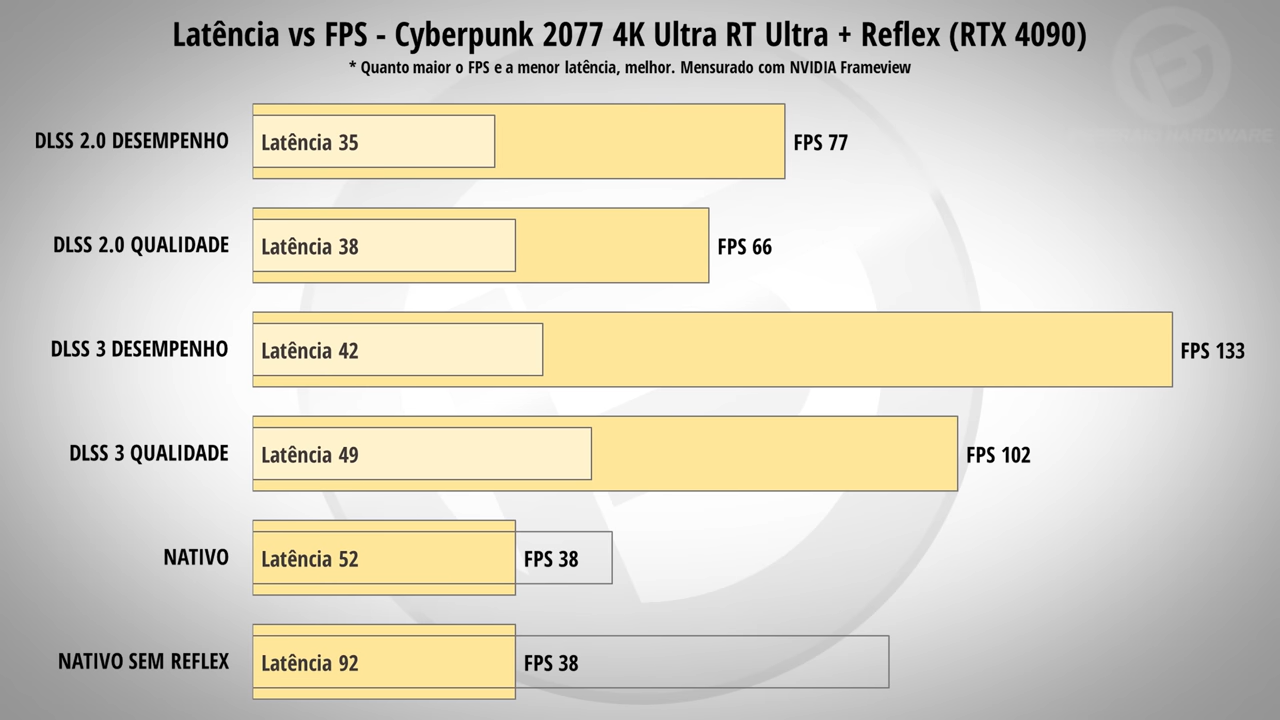 Latência vs FPS - Cyberpunk 2077 4K Ultra RT Ultra + Reflex (RTX 4090)
* Quanto maior o FPS e a menor latência, melhor. Mensurado com NVIDIA Frameview
DLSS 2.0 DESEMPENHO
Latência 35
FPS 77
DLSS 2.0 QUALIDADE
Latência 38
FPS 66
DLSS 3 DESEMPENHO
Latência 42
FPS 133
DLSS 3 QUALIDADE
Latência 49
FPS 102
NATIVO
Latência 52
FPS 38
NATIVO SEM REFLEX
Latência 92
FPS 38